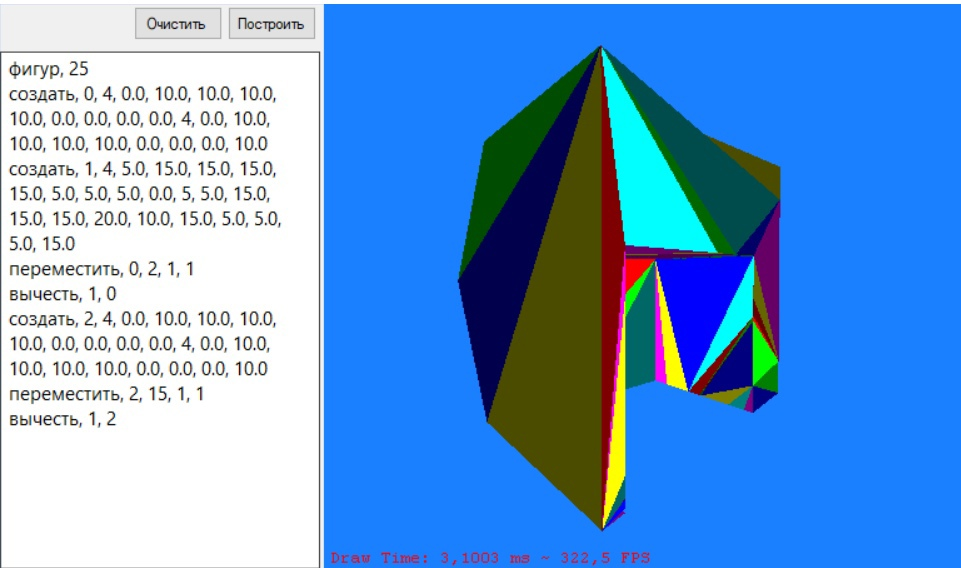 Очистить Построить
фигур, 25
создать, 0, 4, 0.0, 10.0, 10.0, 10.0,
10.0, 0.0, 0.0, 0.0, 0.0, 4, 0.0, 10.0,
10.0, 10.0, 10.0, 0.0, 0.0, 0.0, 10.0
создать, 1, 4, 5.0, 15.0, 15.0, 15.0,
15.0, 5.0, 5.0, 5.0, 0.0, 5, 5.0, 15.0,
15.0, 15.0, 20.0, 10.0, 15.0, 5.0, 5.0,
5.0, 15.0
переместить, 0, 2, 1, 1
вычесть, 1, 0
создать, 2, 4, 0.0, 10.0, 10.0, 10.0,
10.0, 0.0, 0.0, 0.0, 0.0, 4, 0.0, 10.0,
10.0, 10.0, 10.0, 0.0, 0.0, 0.0, 10.0
переместить, 2, 15, 1, 1
вычесть, 1, 2
Draw Time: 3,1003 ms ~ 322,5 FPS